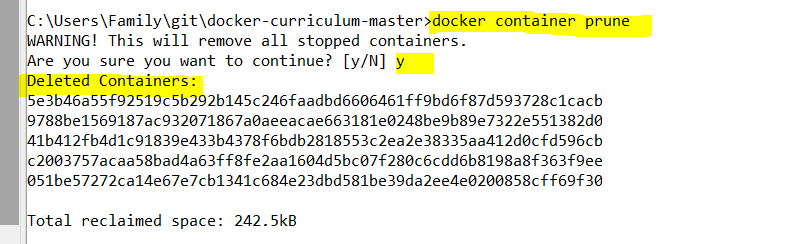 C:\Users\Family\git\docker-curriculum-master>docker container prune
WARNING! This will remove all stopped containers.
Are you sure you want to continue? [y/N] y
Deleted Containers:
5e3b46a55f92519c5b292b145c246faadbd6606461ff9bd6f87d593728c1cacb
9788be1569187ac932071867a0aeeacae663181e0248be9b89e7322e551382d0
41b412fb4d1c91839e433b4378f6bdb2818553c2ea2e38335aa412d0cfd596cb
c2003757acaa58bad4a63ff8fe2aa1604d5bc07f280c6cdd6b8198a8f363f9ee
051be57272ca14e67e7cb1341c684e23dbd581be39da2ee4e0200858cff69f30
Total reclaimed space: 242.5kB